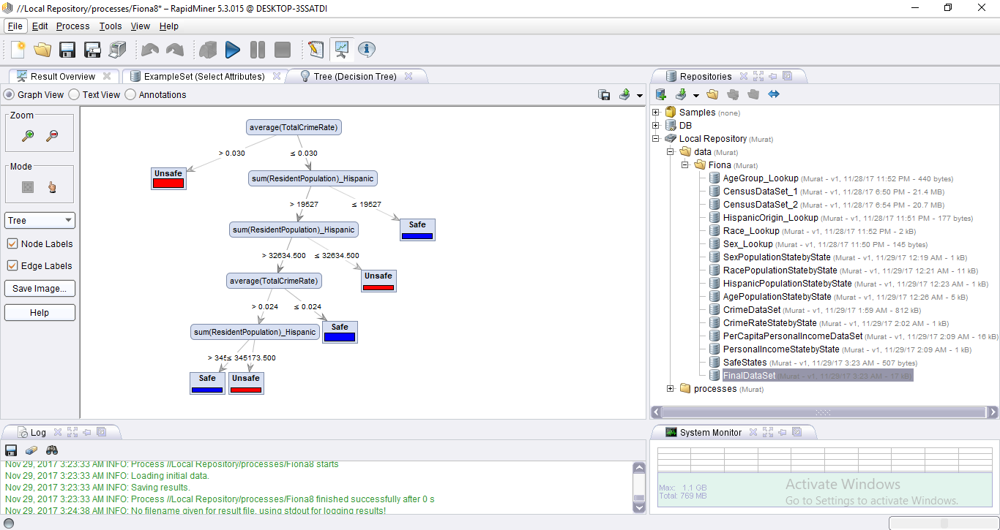 //Local Repository/processes/Fiona8* – RapidMiner 5.3.015 @ DESKTOP-3SSATDI
File Edit Process Tools View Help
Result Overview
ExampleSet (Select Attributes)
Tree (Decision Tree)
Graph View Text View Annotations
Zoom
Mode
Tree
Node Labels
Edge Labels
Save Image...
Help
average(TotalCrimeRate)
> 0.030 ≤ 0.030
Unsafe
sum(ResidentPopulation)_Hispanic
> 19527 ≤ 19527
sum(ResidentPopulation)_Hispanic
Safe
> 32634.500 ≤ 32634.500
average(TotalCrimeRate)
Unsafe
> 0.024 ≤ 0.024
sum(ResidentPopulation)_Hispanic
Safe
> 345 ≤ 345173.500
Safe
Unsafe
Repositories
Samples (none)
DB
Local Repository (Murat)
data (Murat)
Fiona (Murat)
AgeGroup_Lookup (Murat - v1, 11/28/17 11:52 PM - 440 bytes)
CensusDataSet_1 (Murat - v1, 11/28/17 6:50 PM - 21.4 MB)
CensusDataSet_2 (Murat - v1, 11/28/17 6:54 PM - 20.7 MB)
HispanicOrigin_Lookup (Murat - v1, 11/28/17 11:51 PM - 177 bytes)
Race_Lookup (Murat - v1, 11/28/17 11:52 PM - 2 kB)
Sex_Lookup (Murat - v1, 11/28/17 11:50 PM - 145 bytes)
SexPopulationStatebyState (Murat - v1, 11/29/17 12:19 AM - 1 kB)
RacePopulationStatebyState (Murat - v1, 11/29/17 12:21 AM - 11 kB)
HispanicPopulationStatebyState (Murat - v1, 11/29/17 12:23 AM - 1 kB)
AgePopulationStatebyState (Murat - v1, 11/29/17 12:26 AM - 5 kB)
CrimeDataSet (Murat - v1, 11/29/17 1:59 AM - 812 kB)
CrimeRateStatebyState (Murat - v1, 11/29/17 2:02 AM - 1 kB)
PerCapitaPersonalIncomeDataSet (Murat - v1, 11/29/17 2:09 AM - 16 kB)
PersonalIncomeStatebyState (Murat - v1, 11/29/17 2:09 AM - 1 kB)
SafeStates (Murat - v1, 11/29/17 3:23 AM - 507 bytes)
FinalDataSet (Murat - v1, 11/29/17 3:23 AM - 17 kB)
processes (Murat)
Log
Nov 29, 2017 3:23:33 AM INFO: Process //Local Repository/processes/Fiona8 starts
Nov 29, 2017 3:23:33 AM INFO: Loading initial data.
Nov 29, 2017 3:23:33 AM INFO: Saving results.
Nov 29, 2017 3:23:33 AM INFO: Process //Local Repository/processes/Fiona8 finished successfully after 0 s
Nov 29, 2017 3:24:38 AM INFO: No filename given for result file, using stdout for logging results!
System Monitor
Max: 1.1 GB
Total: 769 MB
Activate Windows
Go to Settings to activate Windows.